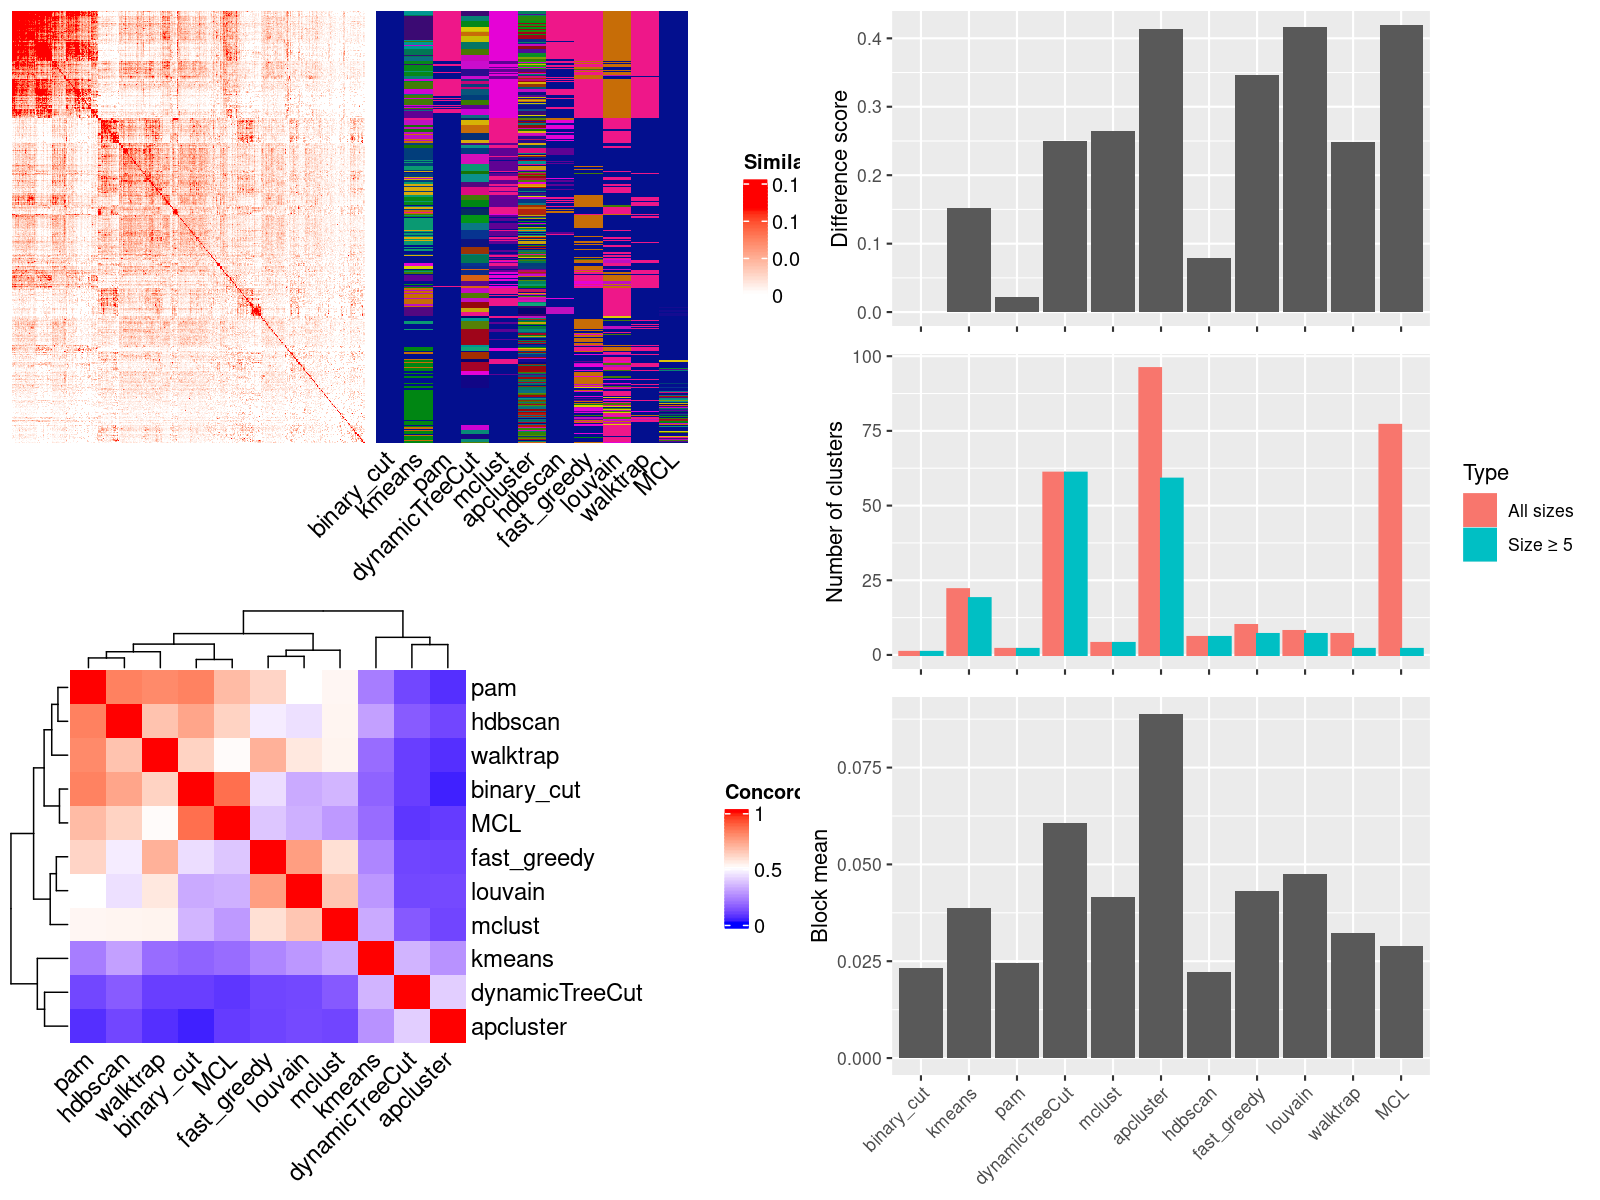 Simila
0.1
0.1
0.0
0
binary_cut
kmeans
pam
dynamicTreeCut
mclust
apcluster
hdbscan
fast_greedy
louvain
walktrap
MCL
pam
hdbscan
walktrap
binary_cut
MCL
fast_greedy
louvain
mclust
kmeans
dynamicTreeCut
apcluster
pam
hdbscan
walktrap
binary_cut
MCL
fast_greedy
louvain
mclust
kmeans
dynamicTreeCut
apcluster
Concord
1
0.5
0
Difference score
0.4
0.3
0.2
0.1
0.0
Number of clusters
100
75
50
25
0
Type
All sizes
Size ≥ 5
Block mean
0.075
0.050
0.025
0.000
binary_cut
kmeans
pam
dynamicTreeCut
mclust
apcluster
hdbscan
fast_greedy
louvain
walktrap
MCL